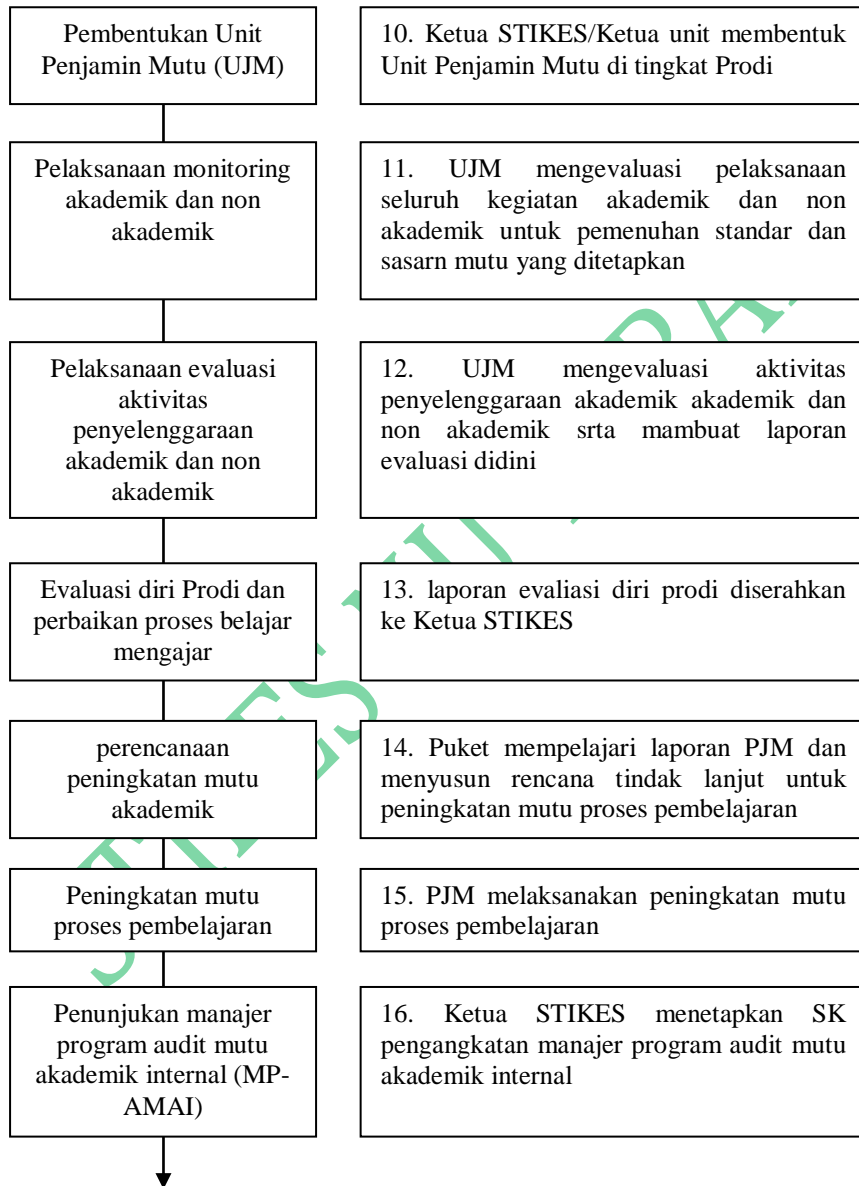 Pembentukan Unit
Penjamin Mutu (UJM)
10. Ketua STIKES/Ketua unit membentuk
Unit Penjamin Mutu di tingkat Prodi
Pelaksanaan monitoring
akademik dan non
akademik
11. UJM mengevaluasi pelaksanaan
seluruh kegiatan akademik dan non
akademik untuk pemenuhan standar dan
sasarn mutu yang ditetapkan
Pelaksanaan evaluasi
aktivitas
penyelenggaraan
akademik dan non
akademik
12. UJM mengevaluasi aktivitas
penyelenggaraan akademik akademik dan
non akademik srta mambuat laporan
evaluasi didini
Evaluasi diri Prodi dan
perbaikan proses belajar
mengajar
13. laporan evaliasi diri prodi diserahkan
ke Ketua STIKES
perencanaan
peningkatan mutu
akademik
14. Puket mempelajari laporan PJM dan
menyusun rencana tindak lanjut untuk
peningkatan mutu proses pembelajaran
Peningkatan mutu
proses pembelajaran
15. PJM melaksanakan peningkatan mutu
proses pembelajaran
Penunjukan manajer
program audit mutu
akademik internal (MP-
AMAI)
16. Ketua STIKES menetapkan SK
pengangkatan manajer program audit mutu
akademik internal
STIKES